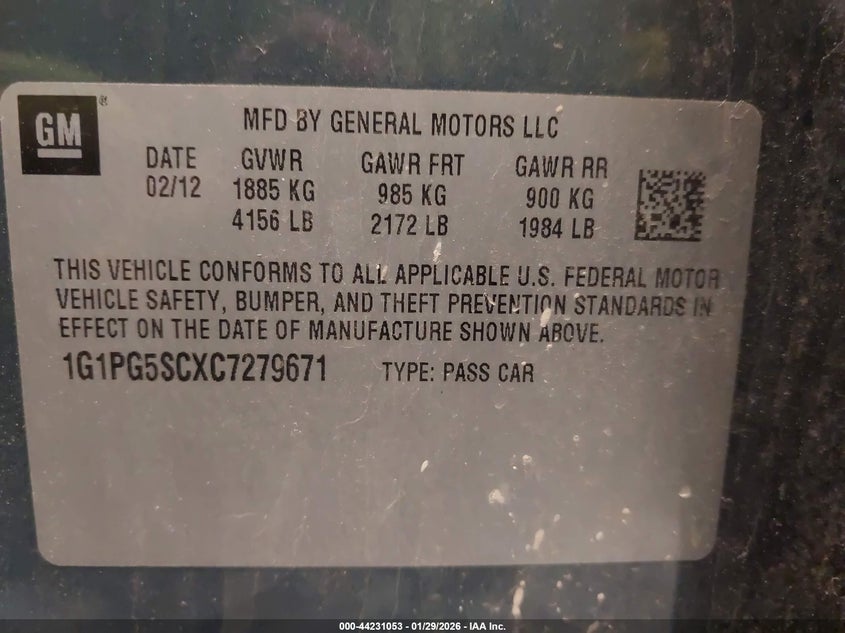 GM®
MFD BY GENERAL MOTORS LLC
DATE GVWR GAWR FRT GAWR RR
02/12 1885 KG 985 KG 900 KG
4156 LB 2172 LB 1984 LB
THIS VEHICLE CONFORMS TO ALL APPLICABLE U.S. FEDERAL MOTOR
VEHICLE SAFETY, BUMPER, AND THEFT PREVENTION STANDARDS IN
EFFECT ON THE DATE OF MANUFACTURE SHOWN ABOVE.
1G1PG5SCXC7279671 TYPE: PASS CAR
000-44231053 - 01/29/2026 - IAA Inc.